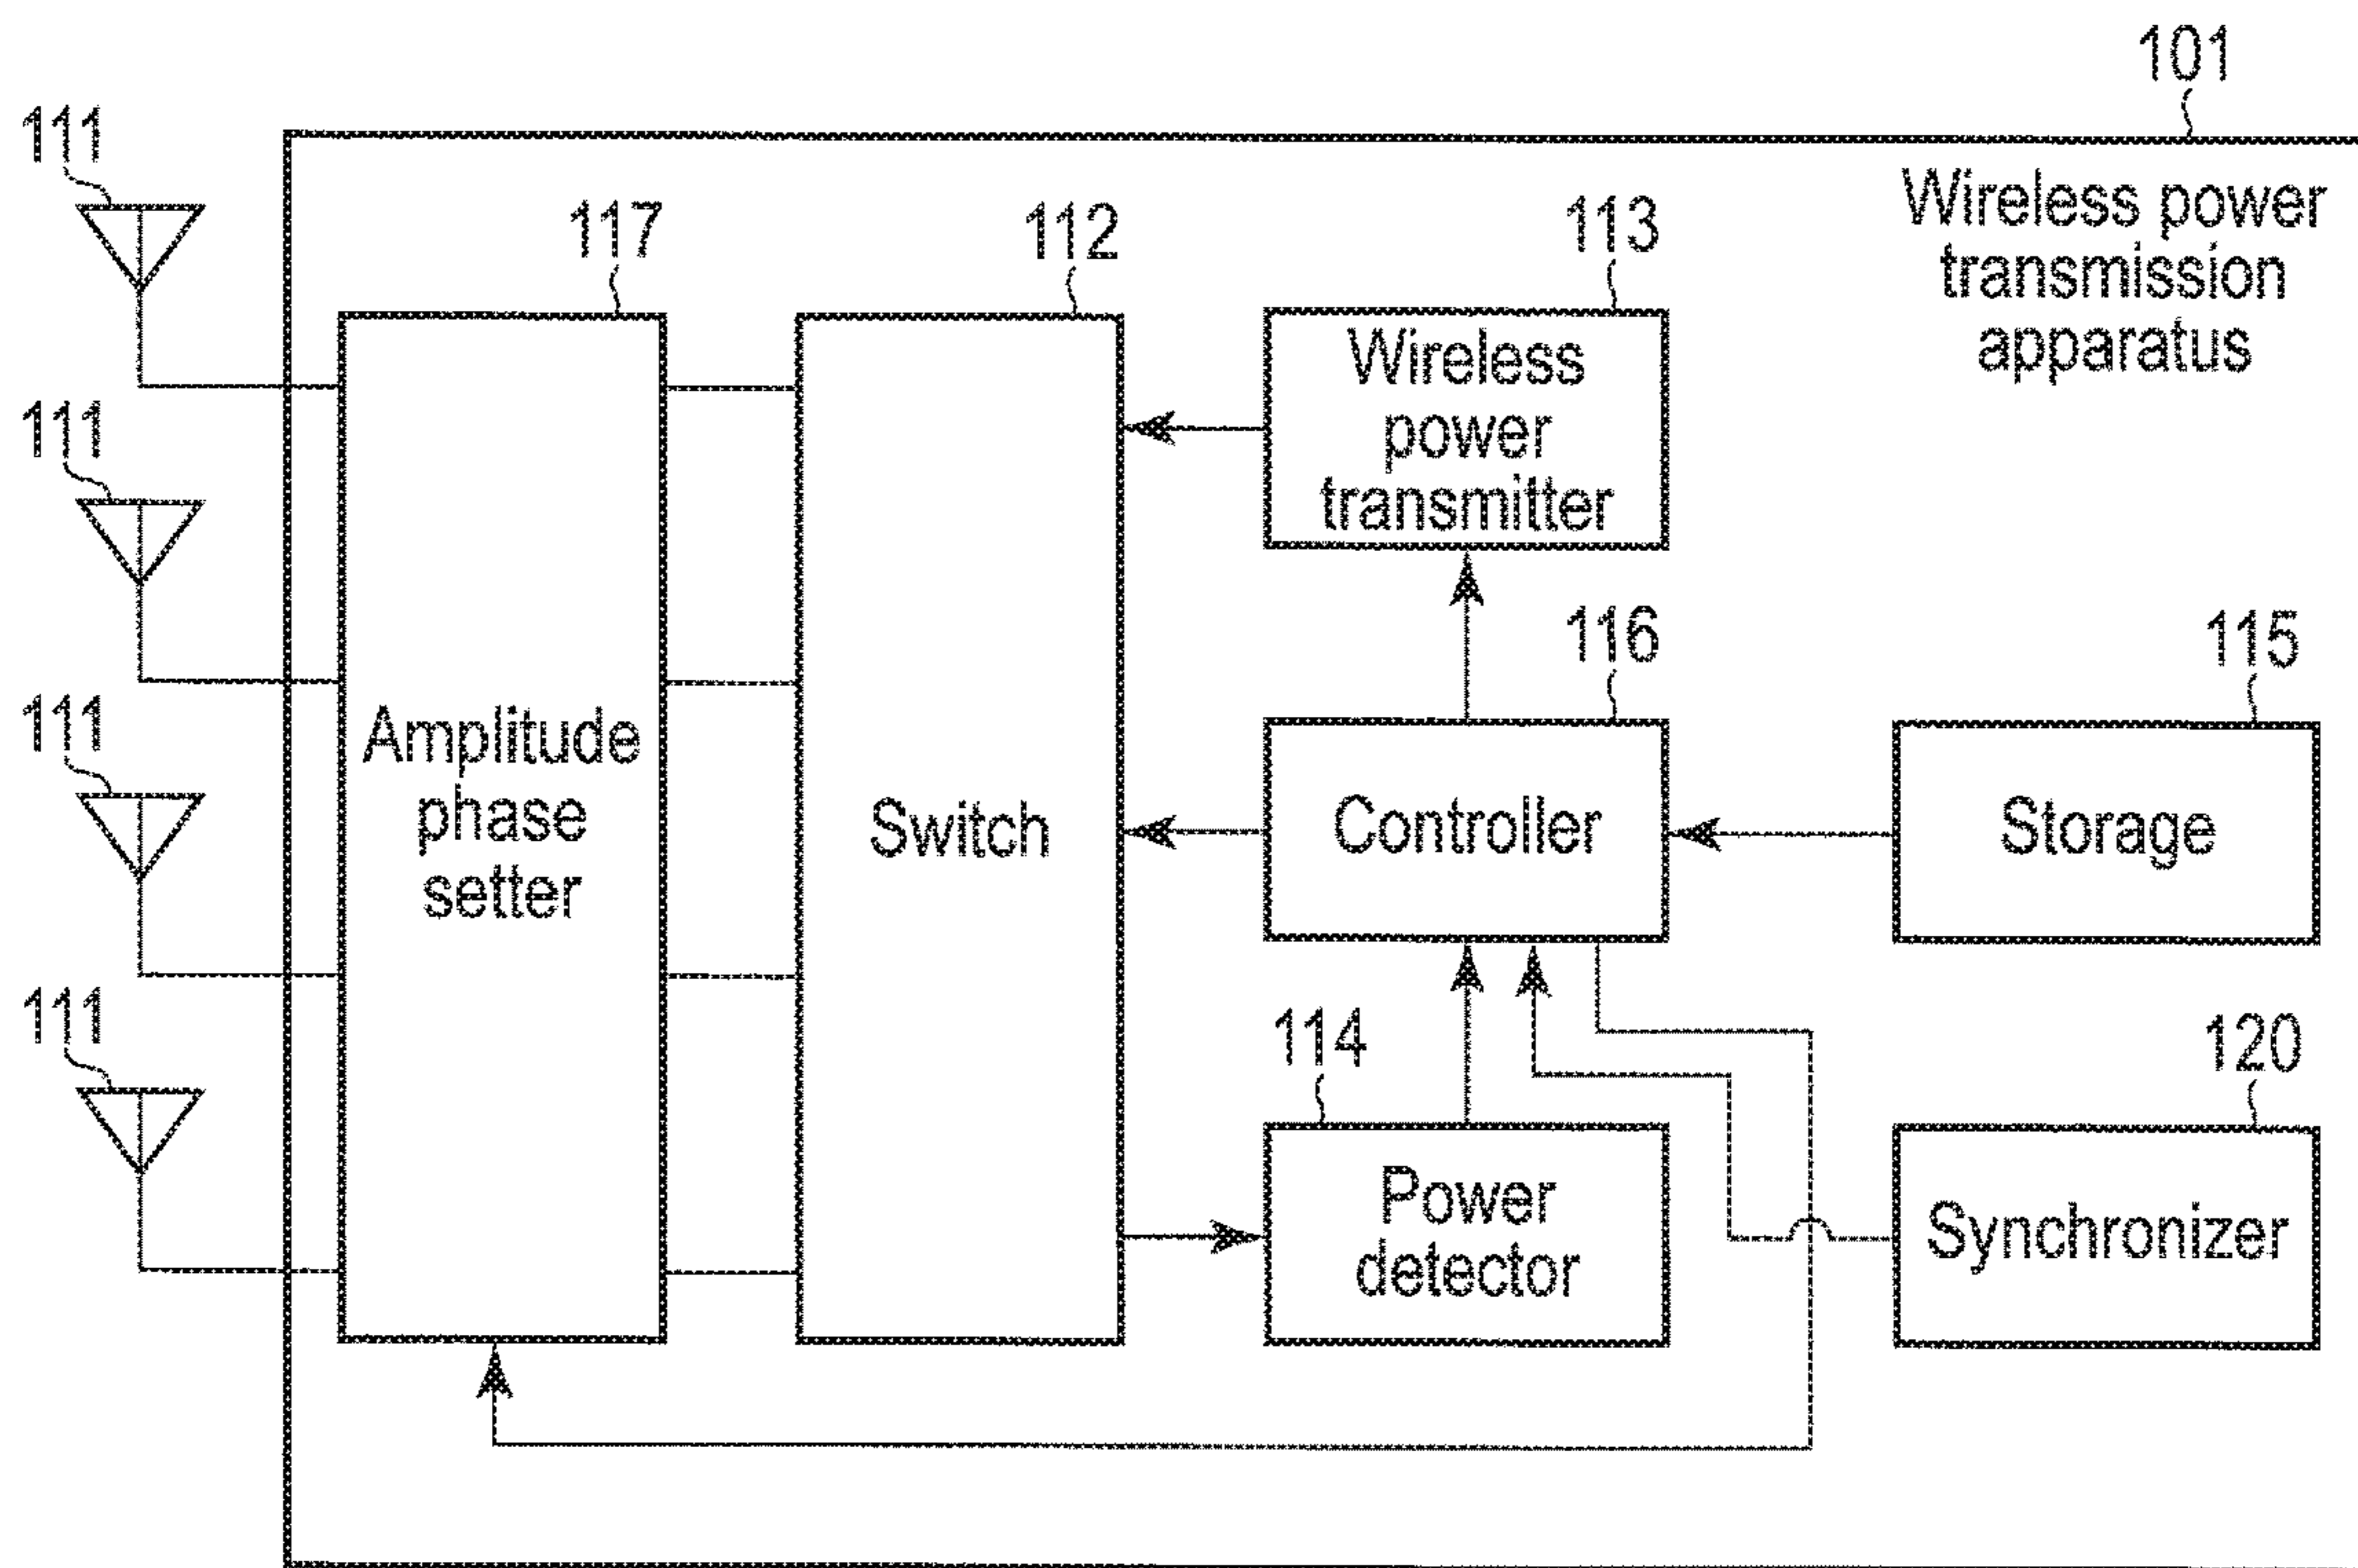 101
111
Wireless power
transmission
apparatus
117
112
113
Wireless
power
transmitter
111
116
115
111
Amplitude
phase
setter
Switch
Controller
Storage
111
114
120
Power
detector
Synchronizer